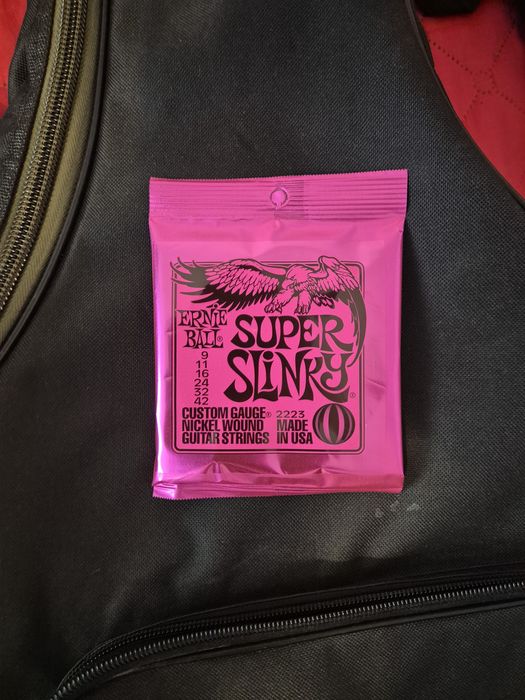 ERNIE
BALL®
SUPER
SLINKY®
9
11
16
24
32
42
CUSTOM GAUGE® 2223
NICKEL WOUND MADE
GUITAR STRINGS IN USA